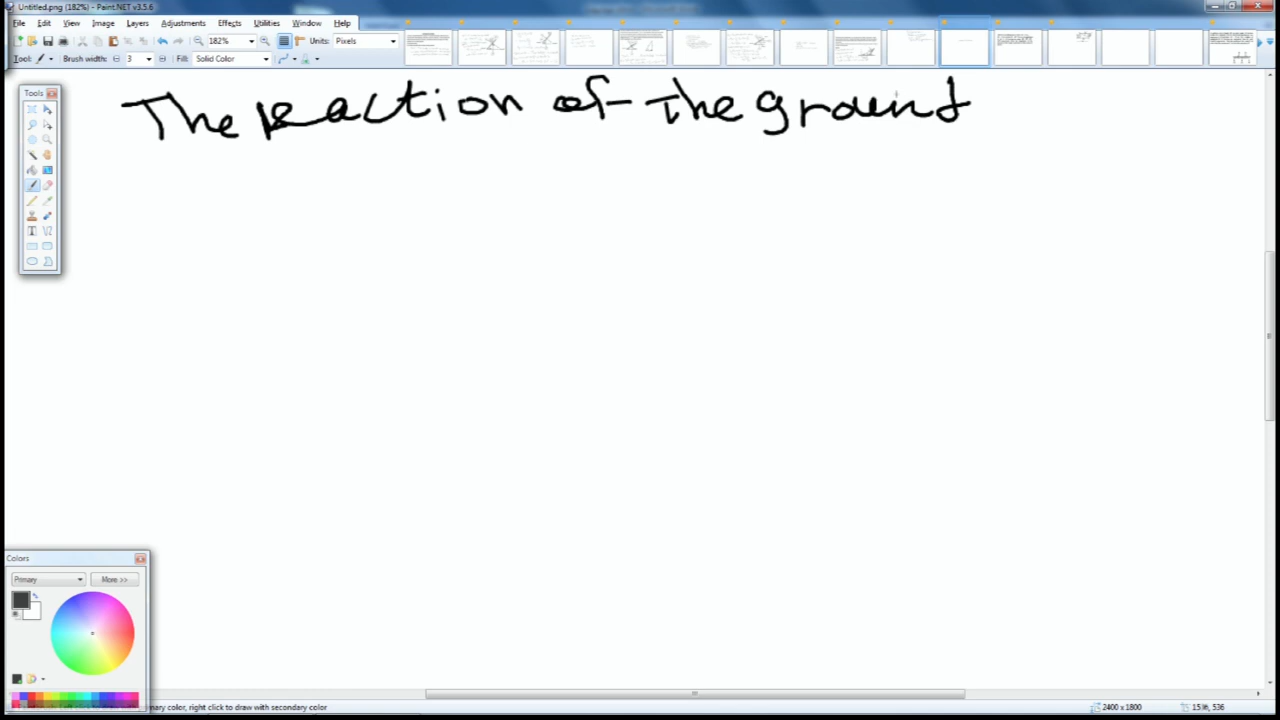 Untitled.png (182%) - Paint.NET v3.5.6
File Edit View Image Layers Adjustments Effects Utilities Window Help
182% Units: Pixels
Tool: Brush width: 3 Fill: Solid Color
Tools
The reaction of the ground
Colors
Primary More >>
primary color, right click to draw with secondary color
2400 x 1800